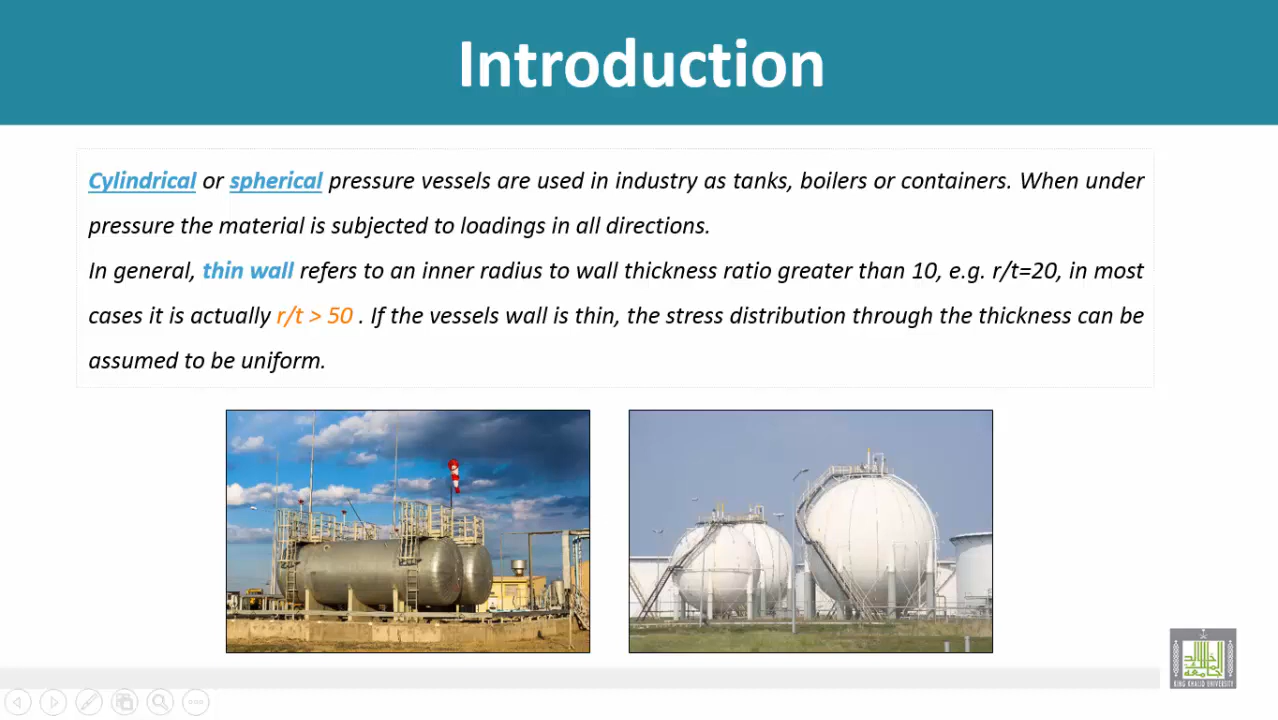 Introduction
Cylindrical or spherical pressure vessels are used in industry as tanks, boilers or containers. When under
pressure the material is subjected to loadings in all directions.
In general, thin wall refers to an inner radius to wall thickness ratio greater than 10, e.g. r/t=20, in most
cases it is actually r/t > 50 . If the vessels wall is thin, the stress distribution through the thickness can be
assumed to be uniform.
KING KHALID UNIVERSITY